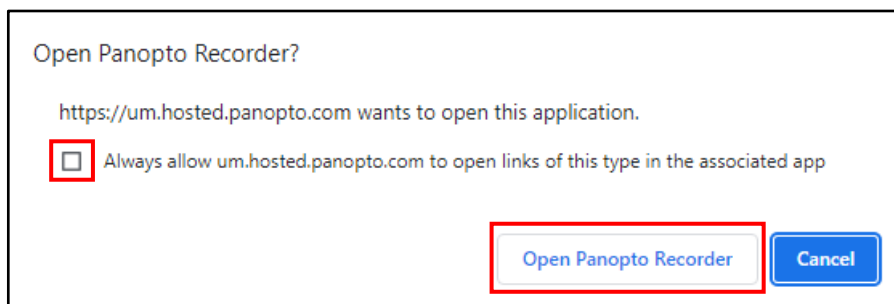 Open Panopto Recorder?
https://um.hosted.panopto.com wants to open this application.
Always allow um.hosted.panopto.com to open links of this type in the associated app
Open Panopto Recorder Cancel